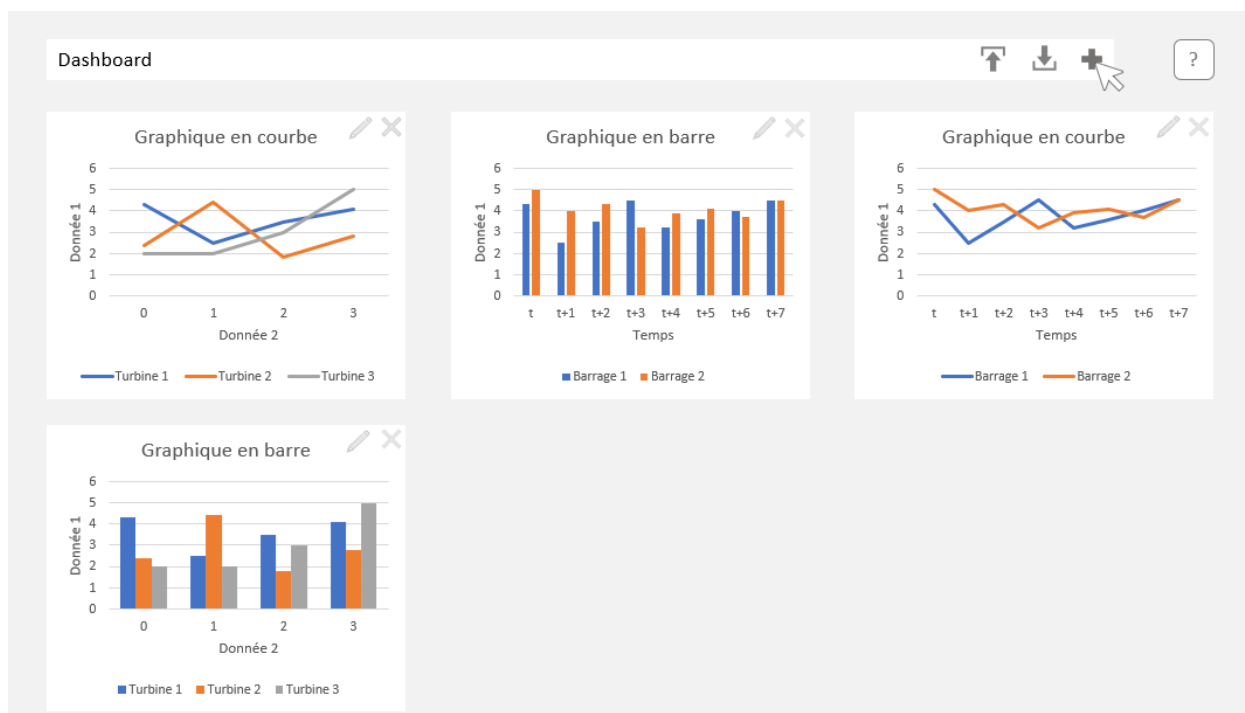 Dashboard
?
Graphique en courbe
6
5
4
3
2
1
0
Donnée 1
0 1 2 3
Donnée 2
Turbine 1 Turbine 2 Turbine 3
Graphique en barre
6
5
4
3
2
1
0
Donnée 1
t t+1 t+2 t+3 t+4 t+5 t+6 t+7
Temps
Barrage 1 Barrage 2
Graphique en courbe
6
5
4
3
2
1
0
Donnée 1
t t+1 t+2 t+3 t+4 t+5 t+6 t+7
Temps
Barrage 1 Barrage 2
Graphique en barre
6
5
4
3
2
1
0
Donnée 1
0 1 2 3
Donnée 2
Turbine 1 Turbine 2 Turbine 3